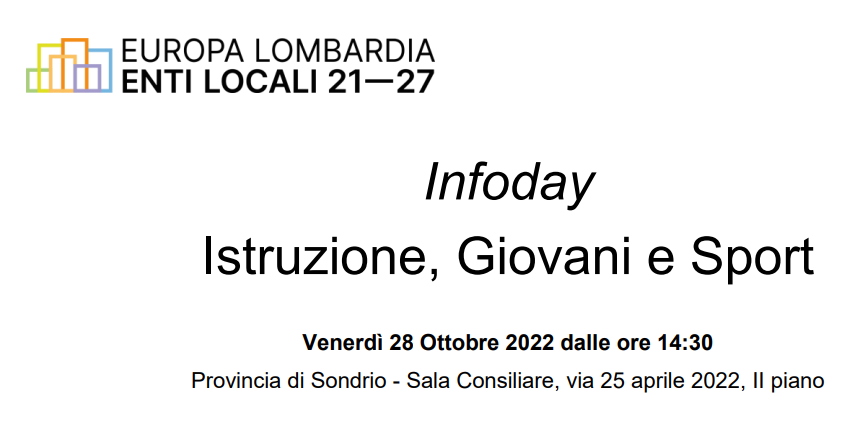 EUROPA LOMBARDIA
ENTI LOCALI 21—27
Infoday
Istruzione, Giovani e Sport
Venerdì 28 Ottobre 2022 dalle ore 14:30
Provincia di Sondrio - Sala Consiliare, via 25 aprile 2022, II piano